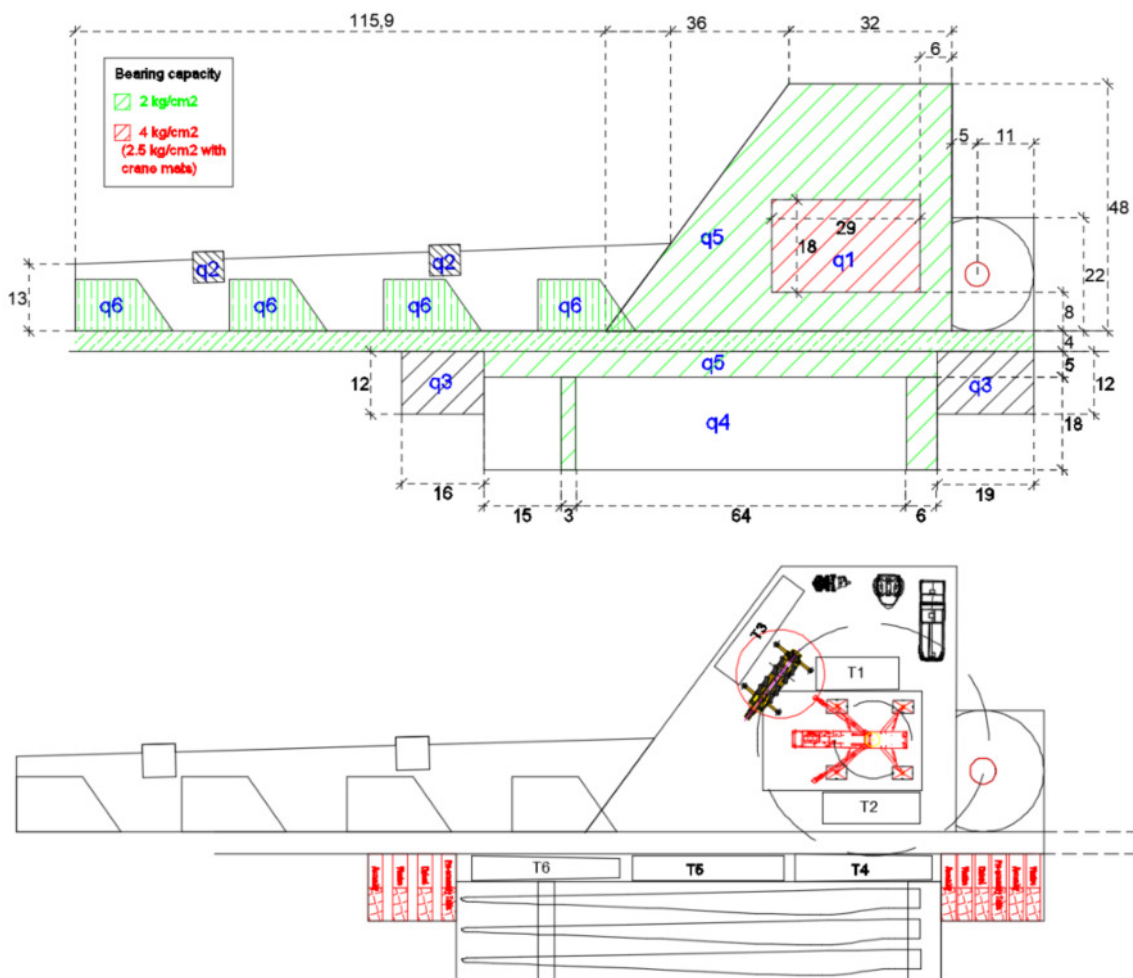 115,9
36
32
6
Bearing capacity
2 kg/cm2
4 kg/cm2
(2.5 kg/cm2 with
crane mats)
5
11
48
q5
29
18
q1
q2
q2
22
13
q6
q6
q6
q6
8
4
q5
5
12
q3
q3
12
q4
18
16
19
15
3
64
6
T3
T1
T2
T6
T5
T4